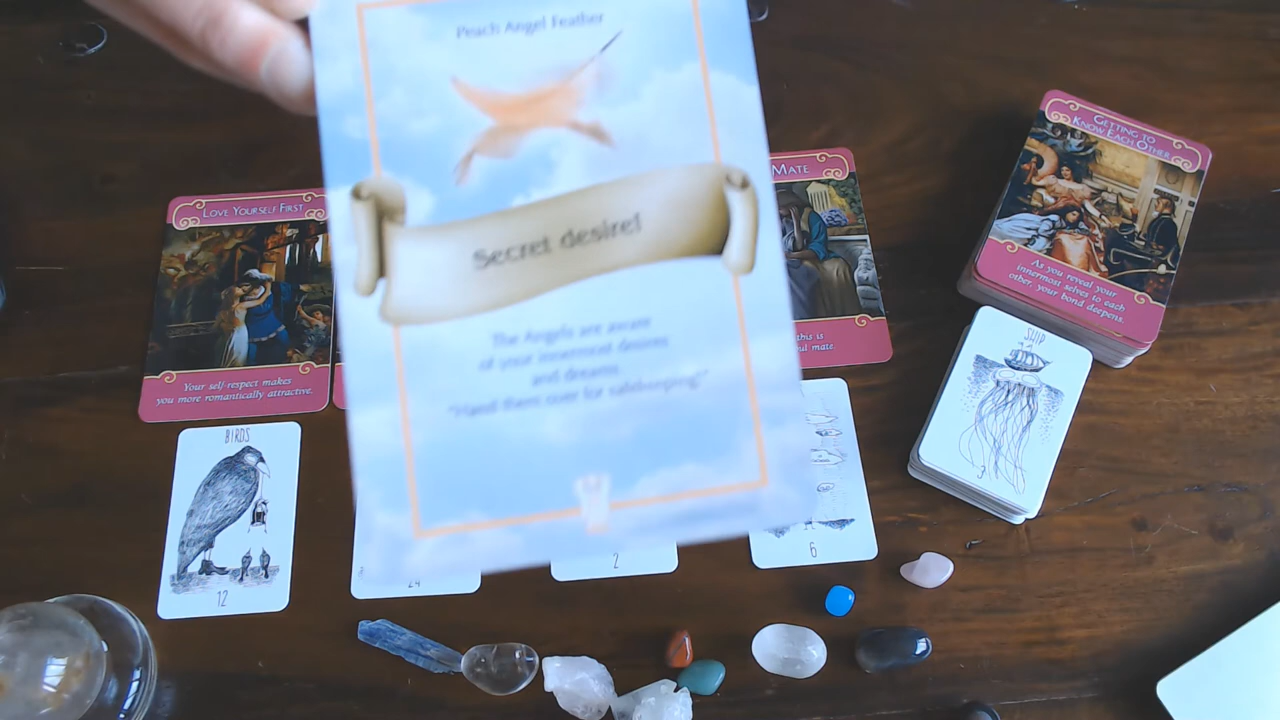 Peach Angel Feather
Secret desire!
The Angels are aware
of your innermost desires
and dreams.
"Hand them over for safekeeping!"
LOVE YOURSELF FIRST
Your self-respect makes
you more romantically attractive.
MATE
this is
mate.
GETTING TO
KNOW EACH OTHER
As you reveal your
innermost selves to each
other, your bond deepens.
BIRDS
12
24
2
6
SHIP
3